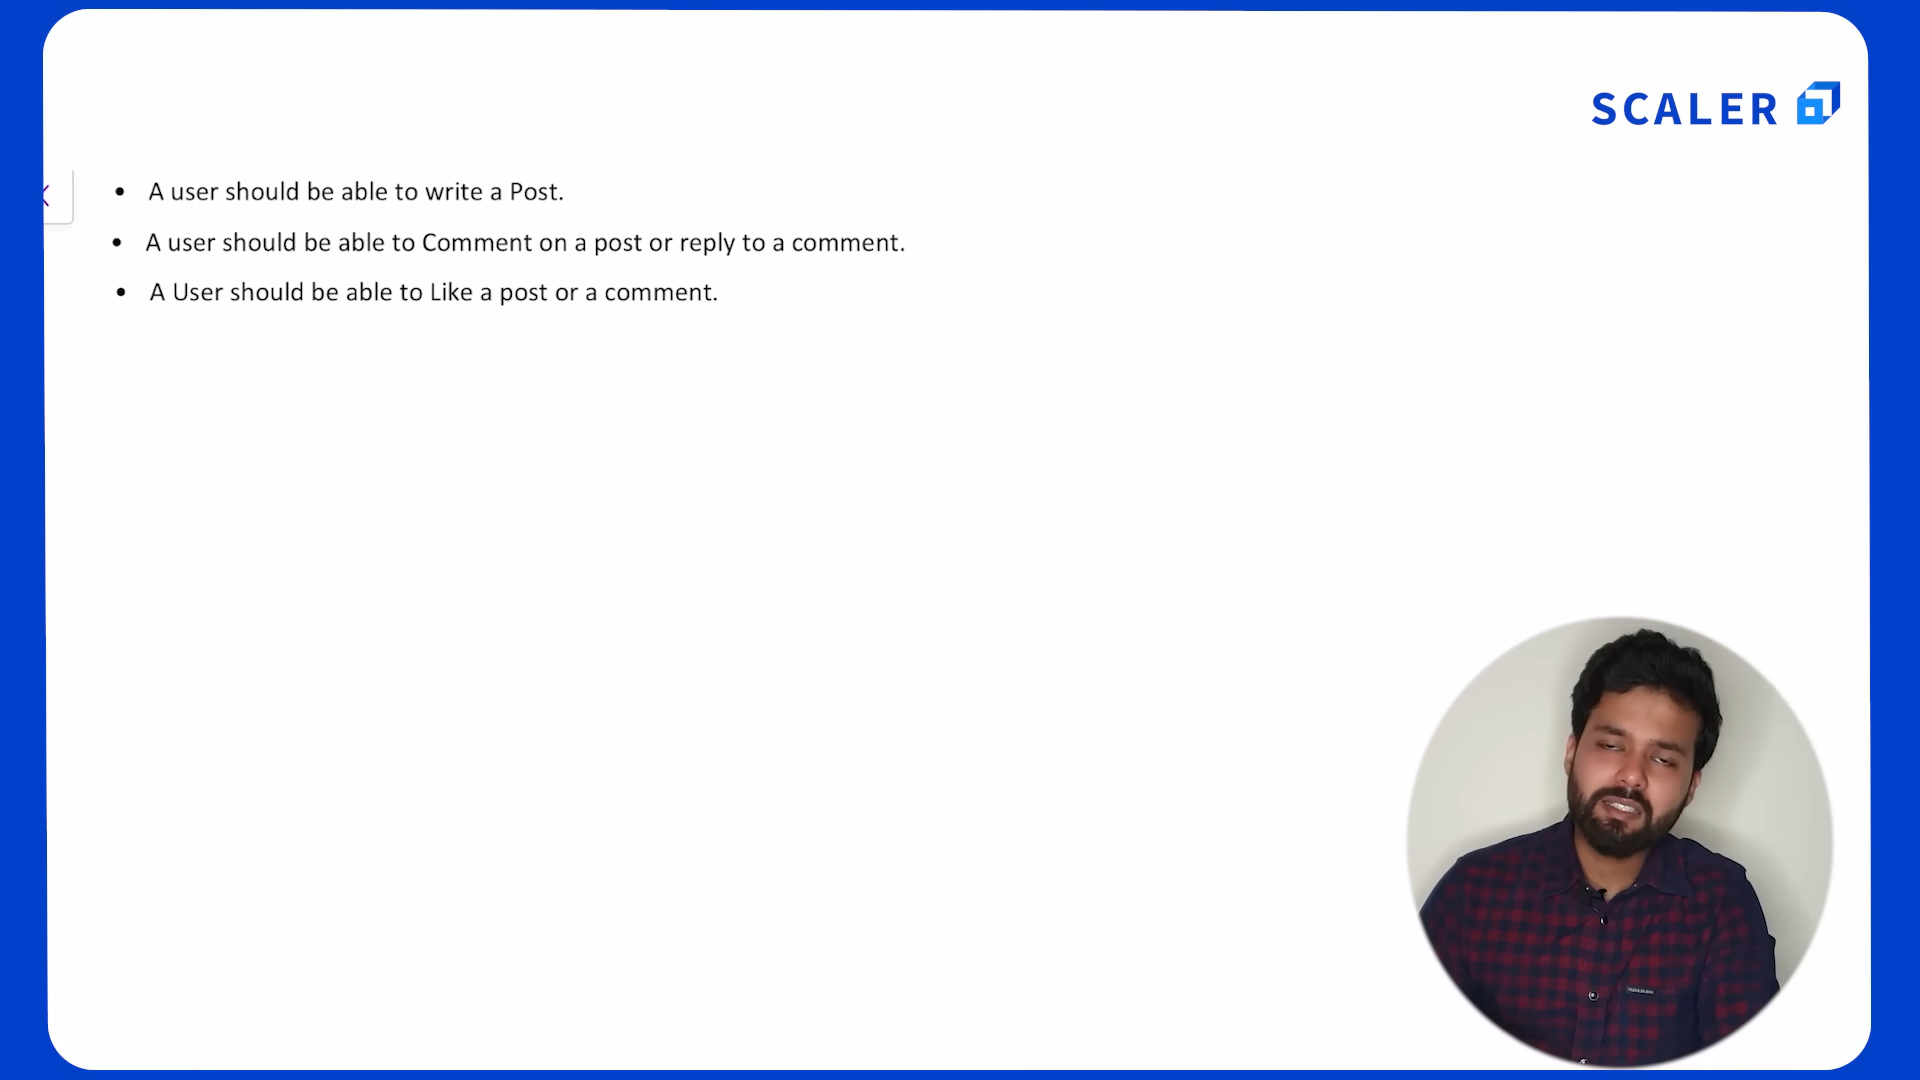 SCALER
• A user should be able to write a Post.
• A user should be able to Comment on a post or reply to a comment.
• A User should be able to Like a post or a comment.